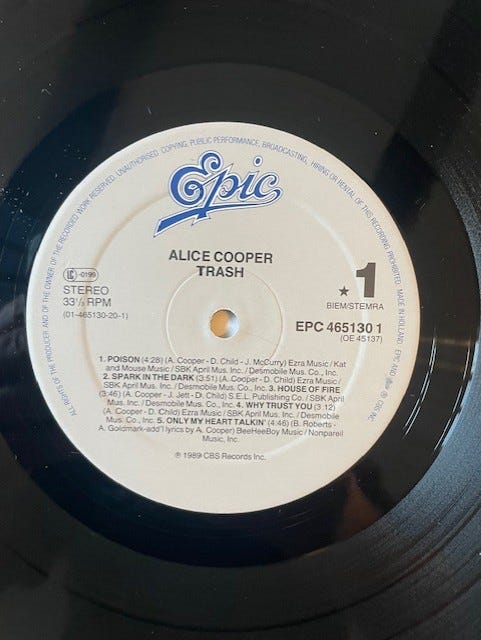 ALL RIGHTS OF THE PRODUCER AND OF THE OWNER OF THE RECORDED WORK RESERVED. UNAUTHORISED COPYING, PUBLIC PERFORMANCE, BROADCASTING, HIRING OR RENTAL OF THIS RECORDING PROHIBITED. MADE IN HOLLAND. EPIC AND
CBS INC.
Epic
ALICE COOPER
TRASH
LC -0199
STEREO
33⅓ RPM
(01-465130-20-1)
★ 1
BIEM/STEMRA
EPC 465130 1
(OE 45137)
1. POISON (4:28) (A. Cooper - D. Child - J. McCurry) Ezra Music / Kat
and Mouse Music / SBK April Mus. Inc. / Desmobile Mus. Co., Inc.
2. SPARK IN THE DARK (3:51) (A. Cooper - D. Child) Ezra Music /
SBK April Mus. Inc. / Desmobile Mus. Co. Inc. 3. HOUSE OF FIRE
(3:46) (A. Cooper - J. Jett - D. Child) S.E.L. Publishing Co. / SBK April
Mus. Inc. / Desmobile Mus. Co., Inc. 4. WHY TRUST YOU (3:12)
(A. Cooper - D. Child) Ezra Music / SBK April Mus. Inc. / Desmobile
Mus. Co. Inc. 5. ONLY MY HEART TALKIN' (4:46) (B. Roberts -
A. Goldmark-add'l lyrics by A. Cooper) BeeHeeBoy Music / Nonpareil
Music, Inc.
℗ 1989 CBS Records Inc.